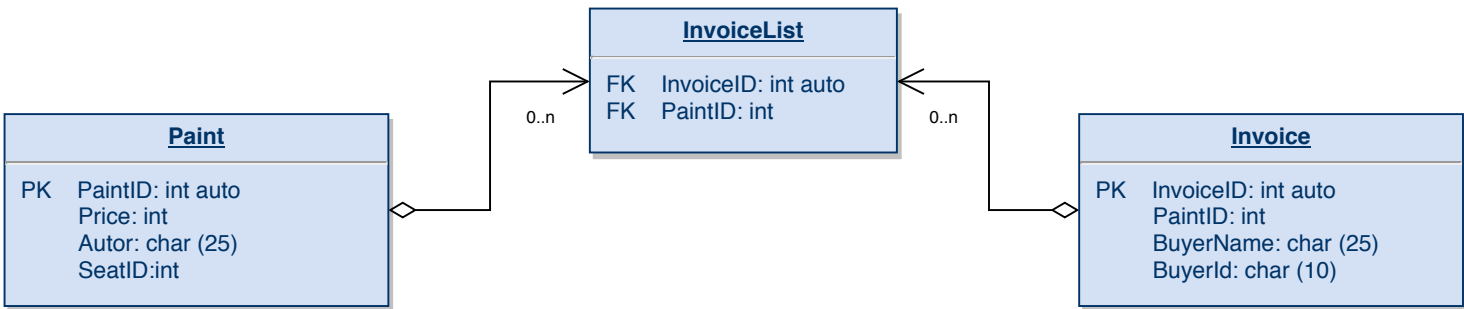 InvoiceList
FK InvoiceID: int auto
FK PaintID: int
0..n
0..n
Paint
PK PaintID: int auto
Price: int
Autor: char (25)
SeatID:int
Invoice
PK InvoiceID: int auto
PaintID: int
BuyerName: char (25)
BuyerId: char (10)